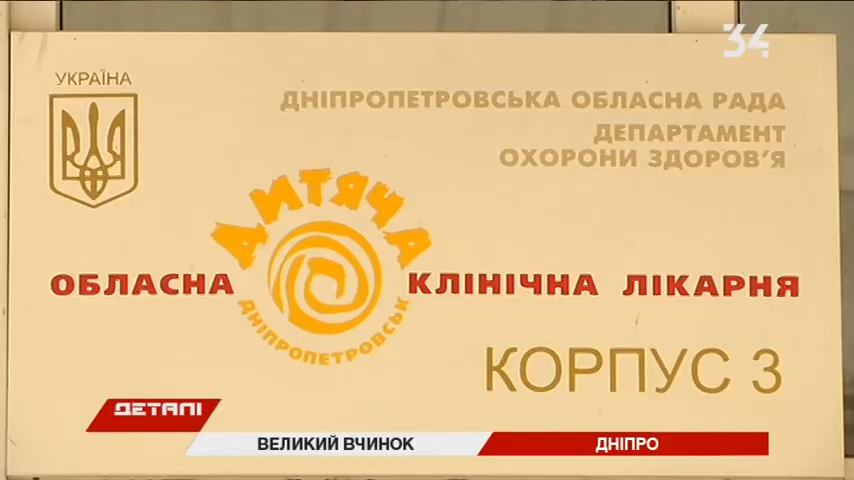 34
УКРАЇНА
ДНІПРОПЕТРОВСЬКА ОБЛАСНА РАДА
ДЕПАРТАМЕНТ
ОХОРОНИ ЗДОРОВ'Я
ДИТЯЧА
ОБЛАСНА КЛІНІЧНА ЛІКАРНЯ
ДНІПРОПЕТРОВСЬК
КОРПУС 3
ДЕТАЛІ
ВЕЛИКИЙ ВЧИНОК ДНІПРО